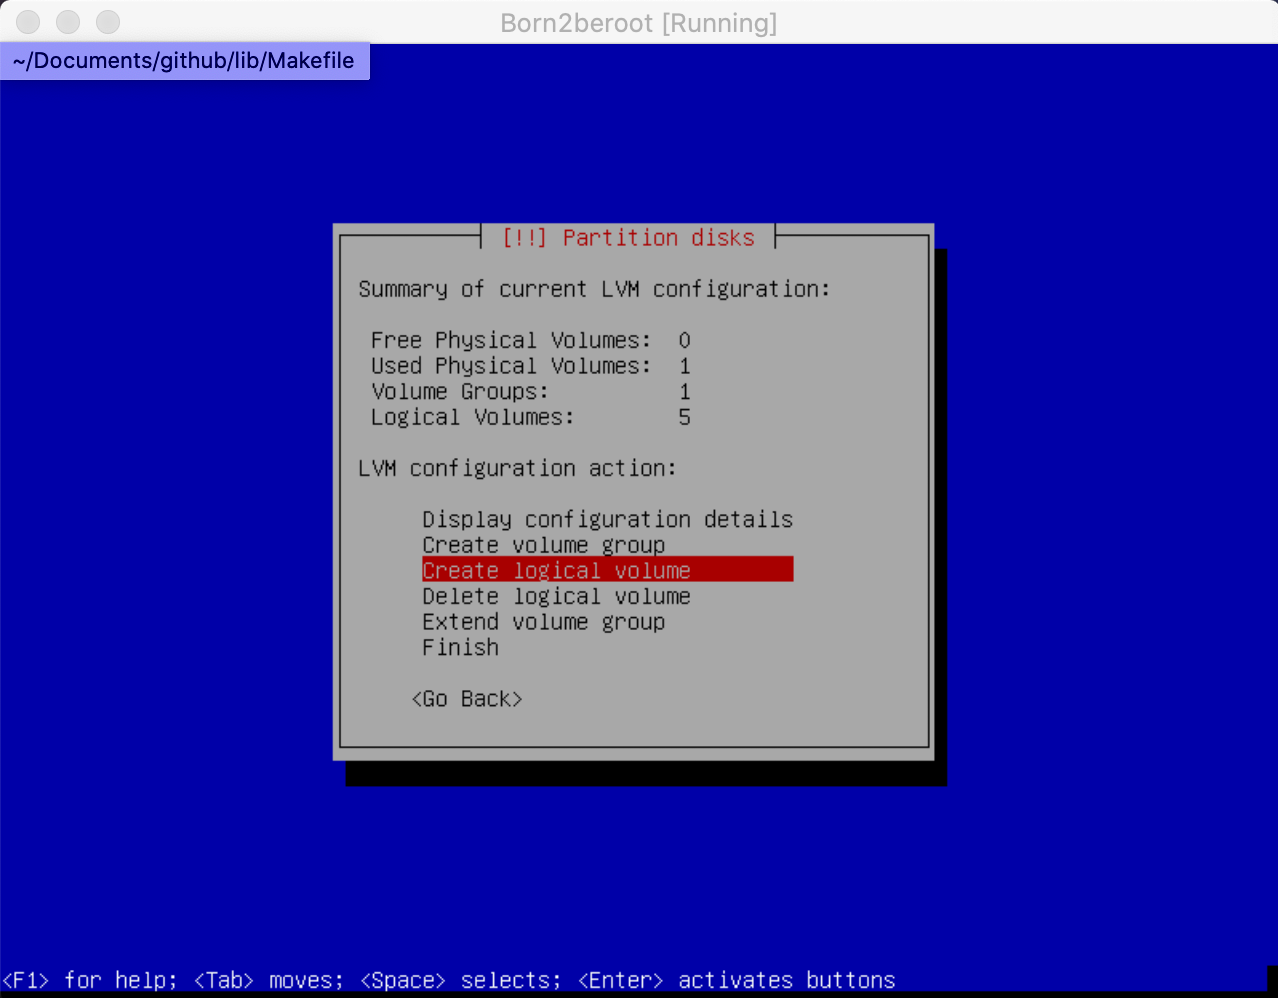 Born2beroot [Running]
~/Documents/github/lib/Makefile
[!!] Partition disks
Summary of current LVM configuration:
Free Physical Volumes: 0
Used Physical Volumes: 1
Volume Groups: 1
Logical Volumes: 5
LVM configuration action:
Display configuration details
Create volume group
Create logical volume
Delete logical volume
Extend volume group
Finish
<Go Back>
<F1> for help; <Tab> moves; <Space> selects; <Enter> activates buttons